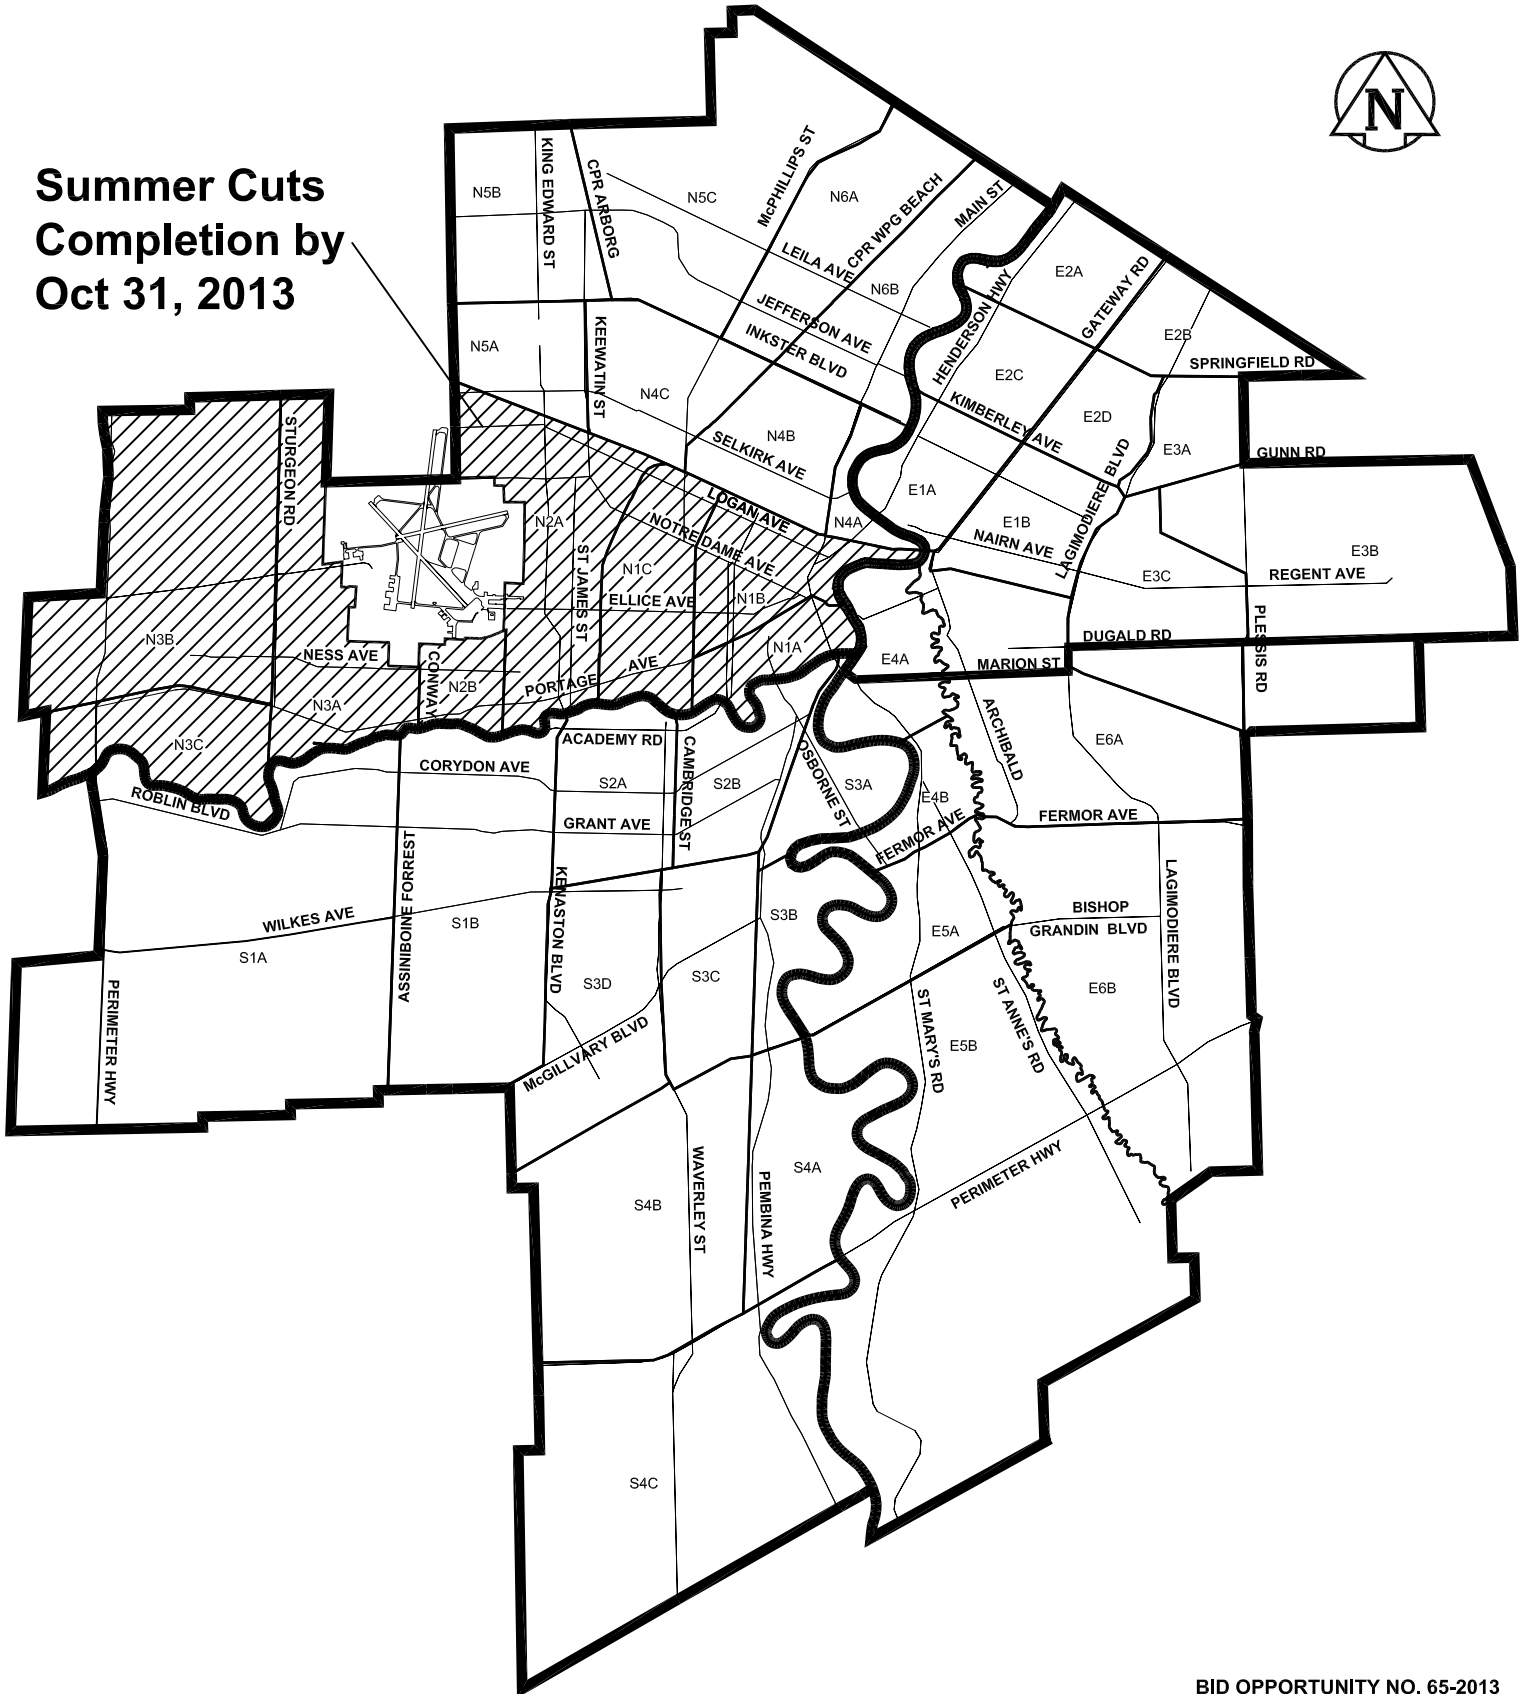 Summer Cuts
Completion by
Oct 31, 2013
N
N5B
KING EDWARD ST
CPR ARBORG
N5C
McPHILLIPS ST
N6A
CPR WPG BEACH
MAIN ST
LEILA AVE
N6B
JEFFERSON AVE
INKSTER BLVD
HENDERSON HWY
E2A
GATEWAY RD
E2B
SPRINGFIELD RD
N5A
KEEWATIN ST
N4C
N4B
SELKIRK AVE
E2C
KIMBERLEY AVE
E2D
LAGIMODIERE BLVD
E3A
GUNN RD
STURGEON RD
LOGAN AVE
NOTRE DAME AVE
N4A
E1A
E1B
NAIRN AVE
E3B
E3C
REGENT AVE
N2A
ST JAMES ST
N1C
ELLICE AVE
N1B
N3B
NESS AVE
CONWAY
N2B
PORTAGE AVE
N1A
E4A
MARION ST
DUGALD RD
PLESSIS RD
N3A
N3C
ARCHIBALD
E6A
ACADEMY RD
CAMBRIDGE ST
CORYDON AVE
S2A
S2B
OSBORNE ST
S3A
E4B
ROBLIN BLVD
GRANT AVE
FERMOR AVE
FERMOR AVE
ASSINIBOINE FORREST
KENASTON BLVD
WILKES AVE
S1B
S1A
S3B
E5A
BISHOP
GRANDIN BLVD
LAGIMODIERE BLVD
PERIMETER HWY
S3D
S3C
McGILLVARY BLVD
ST MARY'S RD
E5B
ST ANNE'S RD
E6B
S4A
PERIMETER HWY
S4B
WAVERLEY ST
PEMBINA HWY
S4C
BID OPPORTUNITY NO. 65-2013